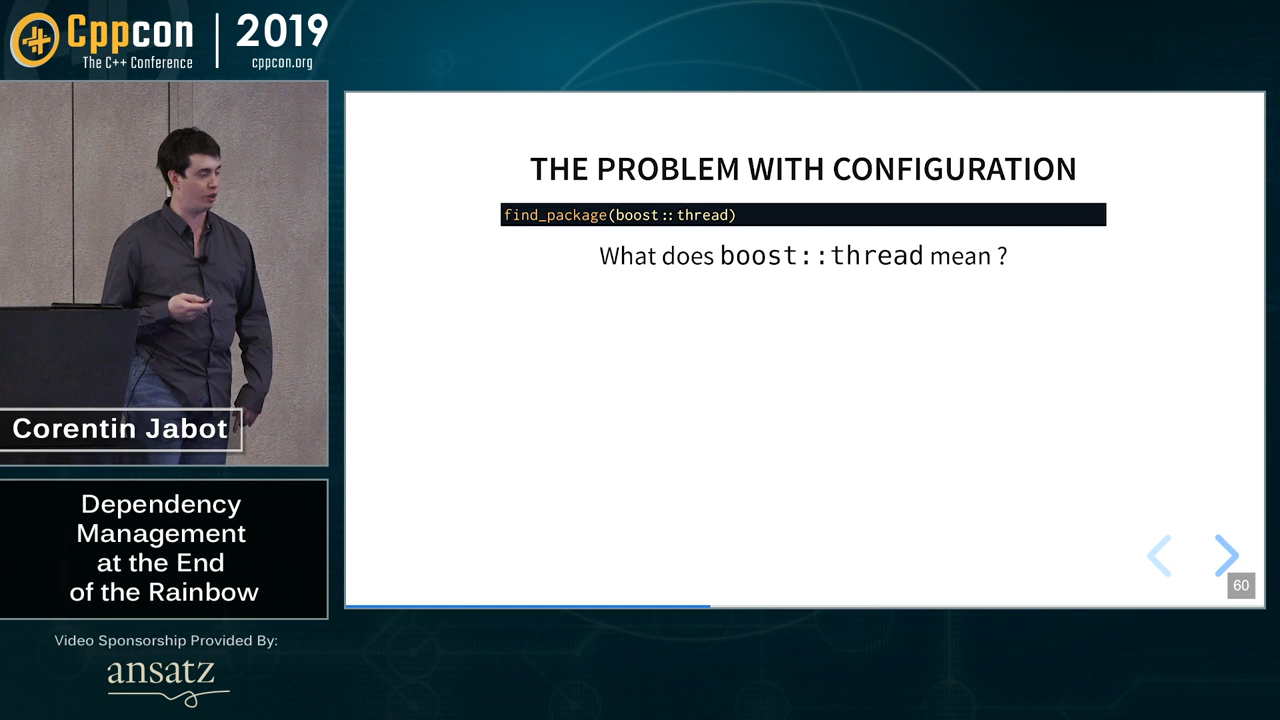 Cppcon
The C++ Conference
2019
cppcon.org
THE PROBLEM WITH CONFIGURATION
find_package(boost::thread)
What does boost::thread mean ?
60
Corentin Jabot
Dependency
Management
at the End
of the Rainbow
Video Sponsorship Provided By:
ansatz